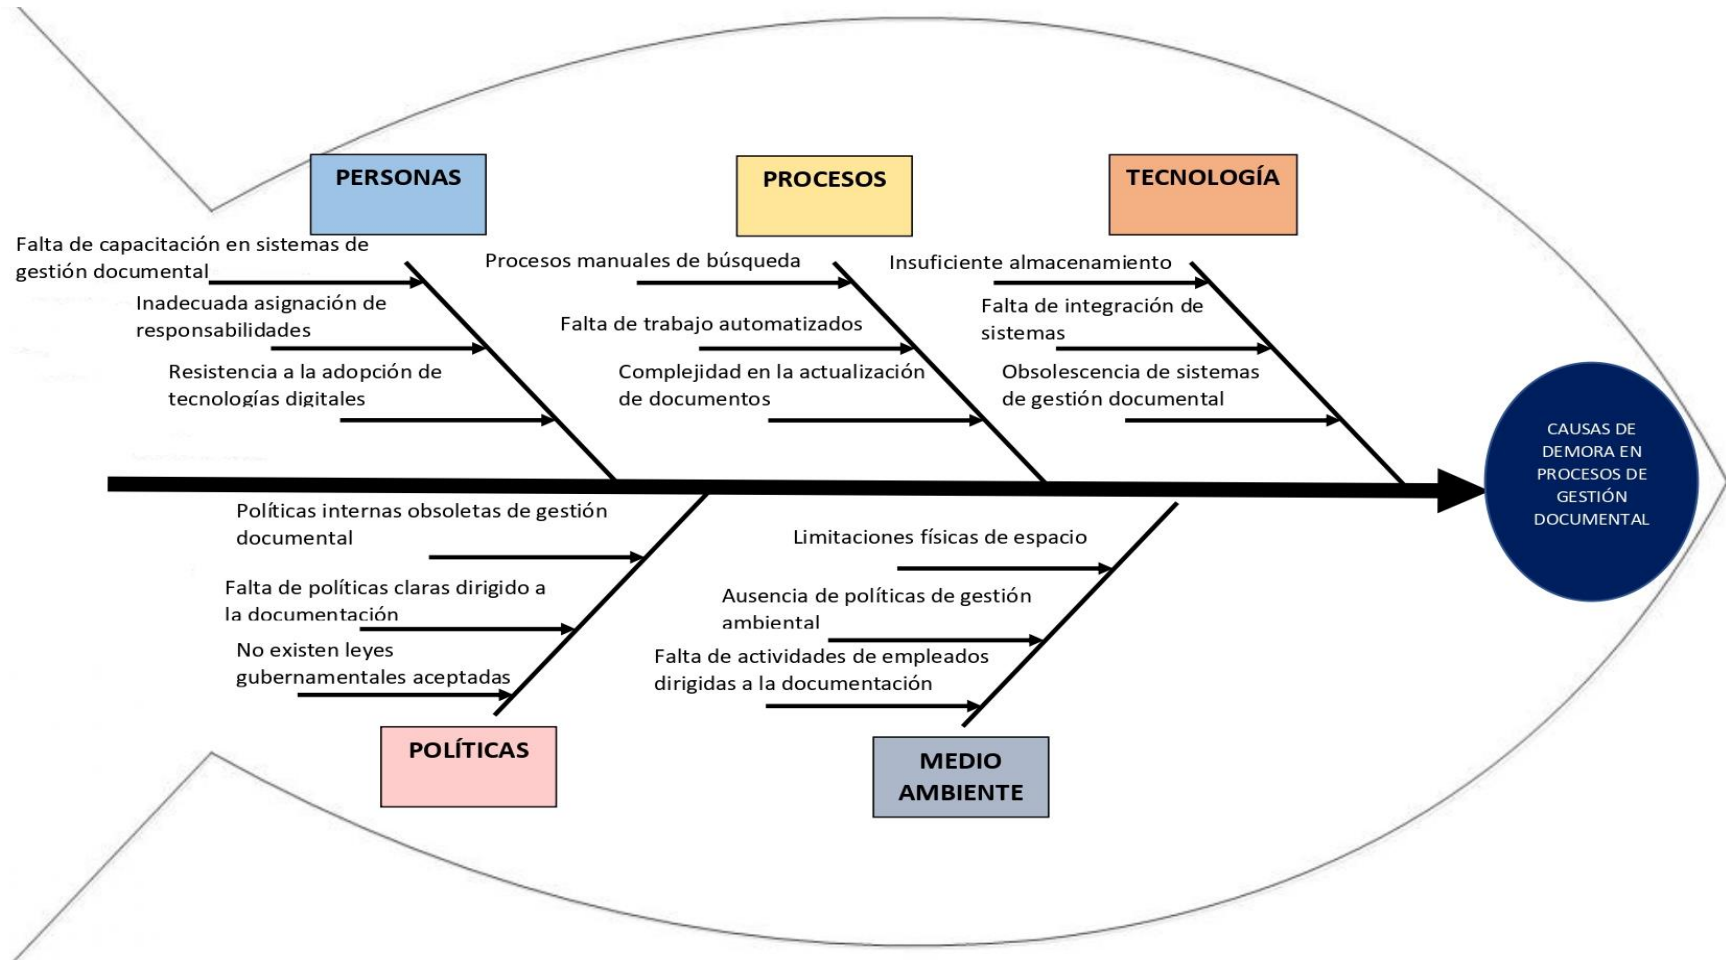 PERSONAS
PROCESOS
TECNOLOGÍA
Falta de capacitación en sistemas de
gestión documental
Inadecuada asignación de
responsabilidades
Resistencia a la adopción de
tecnologías digitales
Procesos manuales de búsqueda
Falta de trabajo automatizados
Complejidad en la actualización
de documentos
Insuficiente almacenamiento
Falta de integración de
sistemas
Obsolescencia de sistemas
de gestión documental
CAUSAS DE
DEMORA EN
PROCESOS DE
GESTIÓN
DOCUMENTAL
Políticas internas obsoletas de gestión
documental
Falta de políticas claras dirigido a
la documentación
No existen leyes
gubernamentales aceptadas
Limitaciones físicas de espacio
Ausencia de políticas de gestión
ambiental
Falta de actividades de empleados
dirigidas a la documentación
POLÍTICAS
MEDIO
AMBIENTE